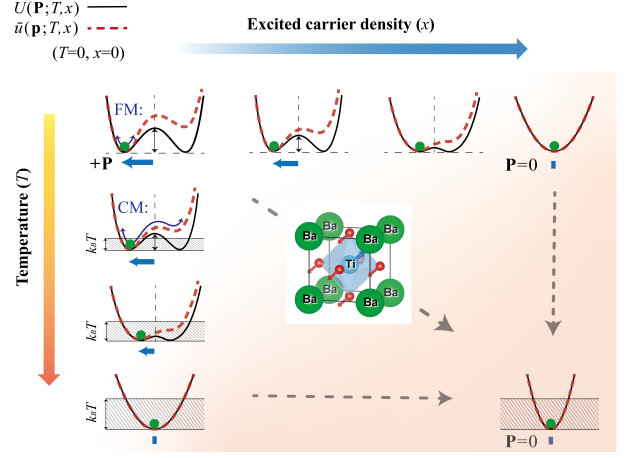 U(P;T,x)
ū(p;T,x)
(T=0, x=0)
Excited carrier density (x)
Temperature (T)
FM:
+P
P=0
CM:
k_BT
k_BT
k_BT
Ba
Ba
Ba
Ba
Ti
Ba
Ba
Ba
Ba
P=0